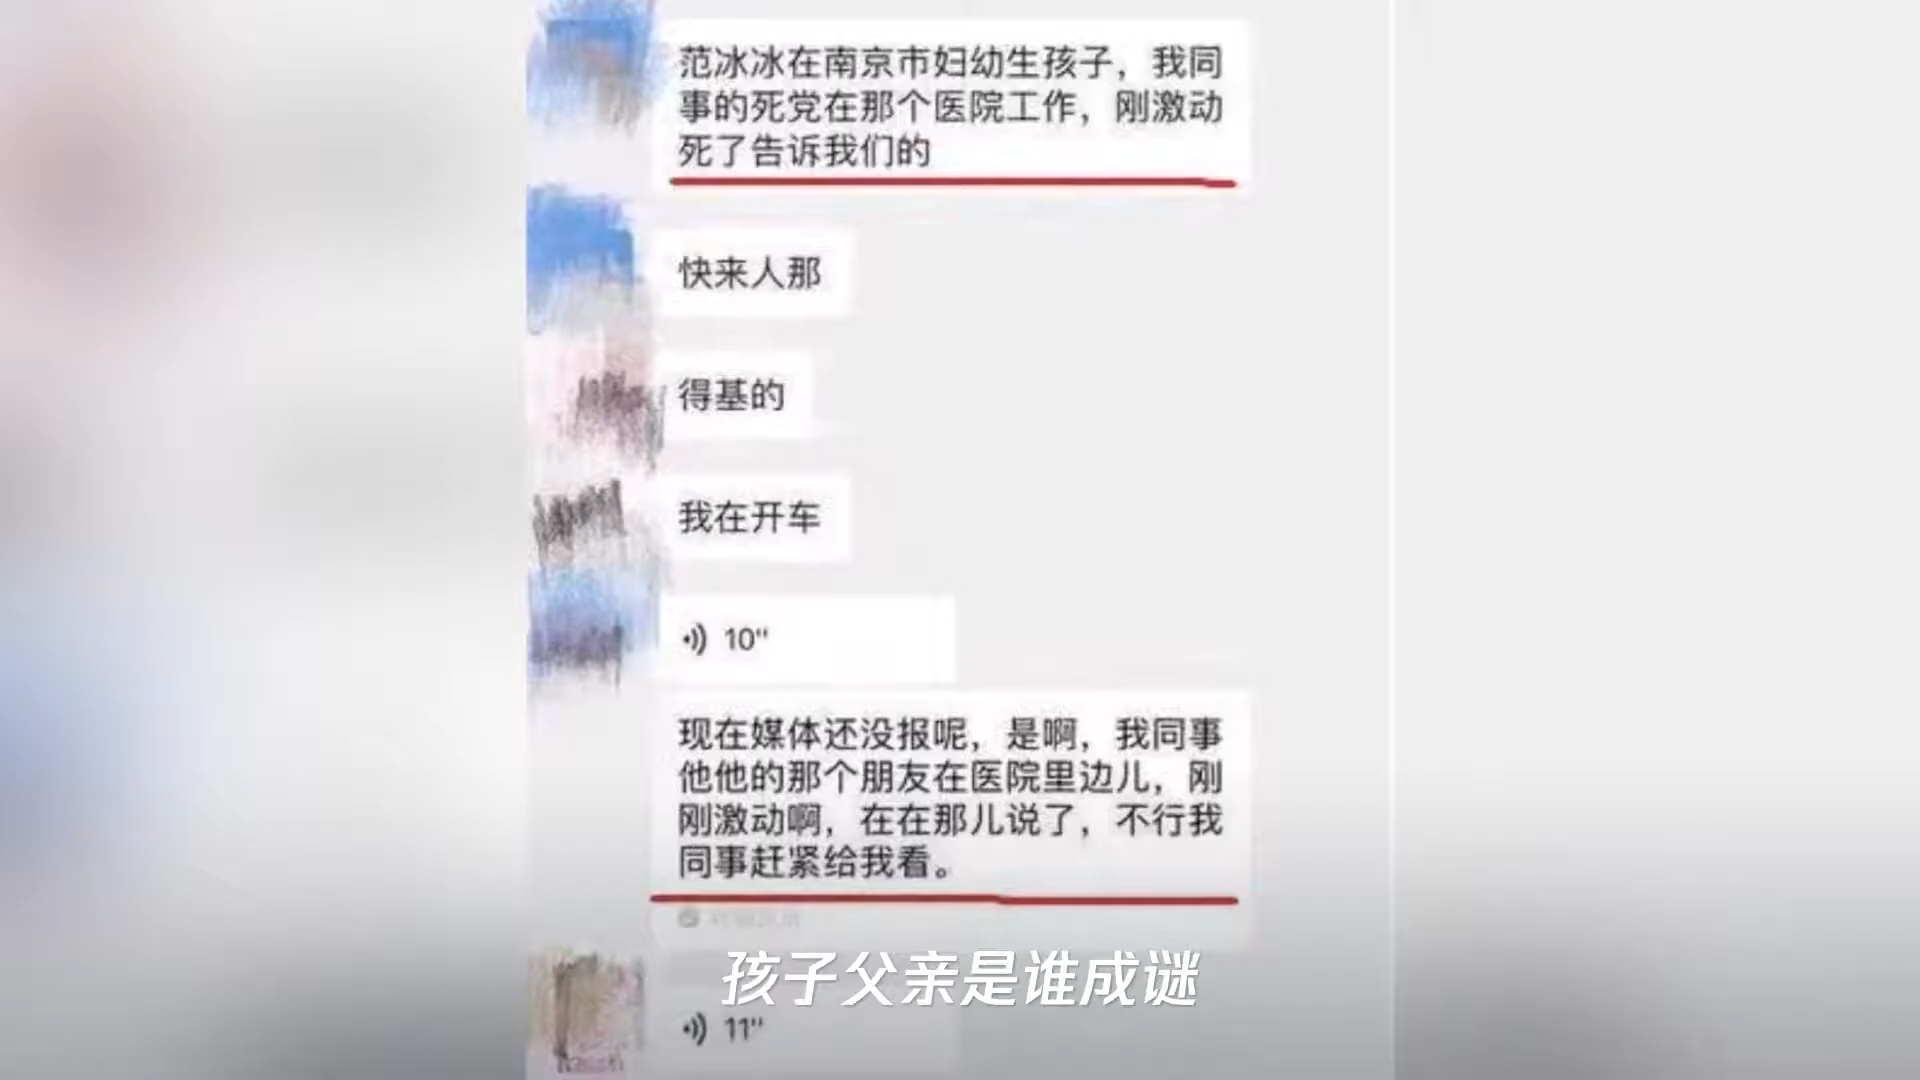 范冰冰在南京市妇幼生孩子，我同
事的死党在那个医院工作，刚激动
死了告诉我们的
快来人那
得基的
我在开车
10"
现在媒体还没报呢，是啊，我同事
他他的那个朋友在医院里边儿，刚
刚激动啊，在在那儿说了，不行我
同事赶紧给我看。
孩子父亲是谁成谜
11"